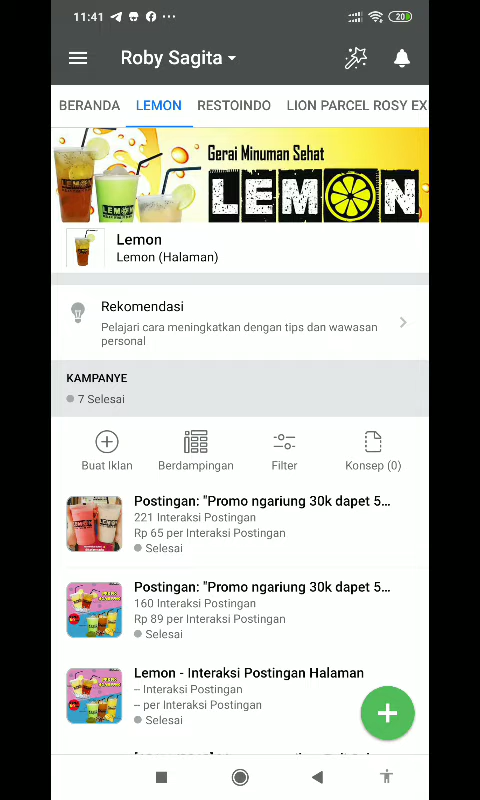 11:41
20
Roby Sagita
BERANDA LEMON RESTOINDO LION PARCEL ROSY EX
Gerai Minuman Sehat
LEMON
Lemon
Lemon (Halaman)
Rekomendasi
Pelajari cara meningkatkan dengan tips dan wawasan
personal
KAMPANYE
7 Selesai
Buat Iklan Berdampingan Filter Konsep (0)
Postingan: "Promo ngariung 30k dapet 5...
221 Interaksi Postingan
Rp 65 per Interaksi Postingan
Selesai
Postingan: "Promo ngariung 30k dapet 5...
160 Interaksi Postingan
Rp 89 per Interaksi Postingan
Selesai
Lemon - Interaksi Postingan Halaman
-- Interaksi Postingan
-- per Interaksi Postingan
Selesai